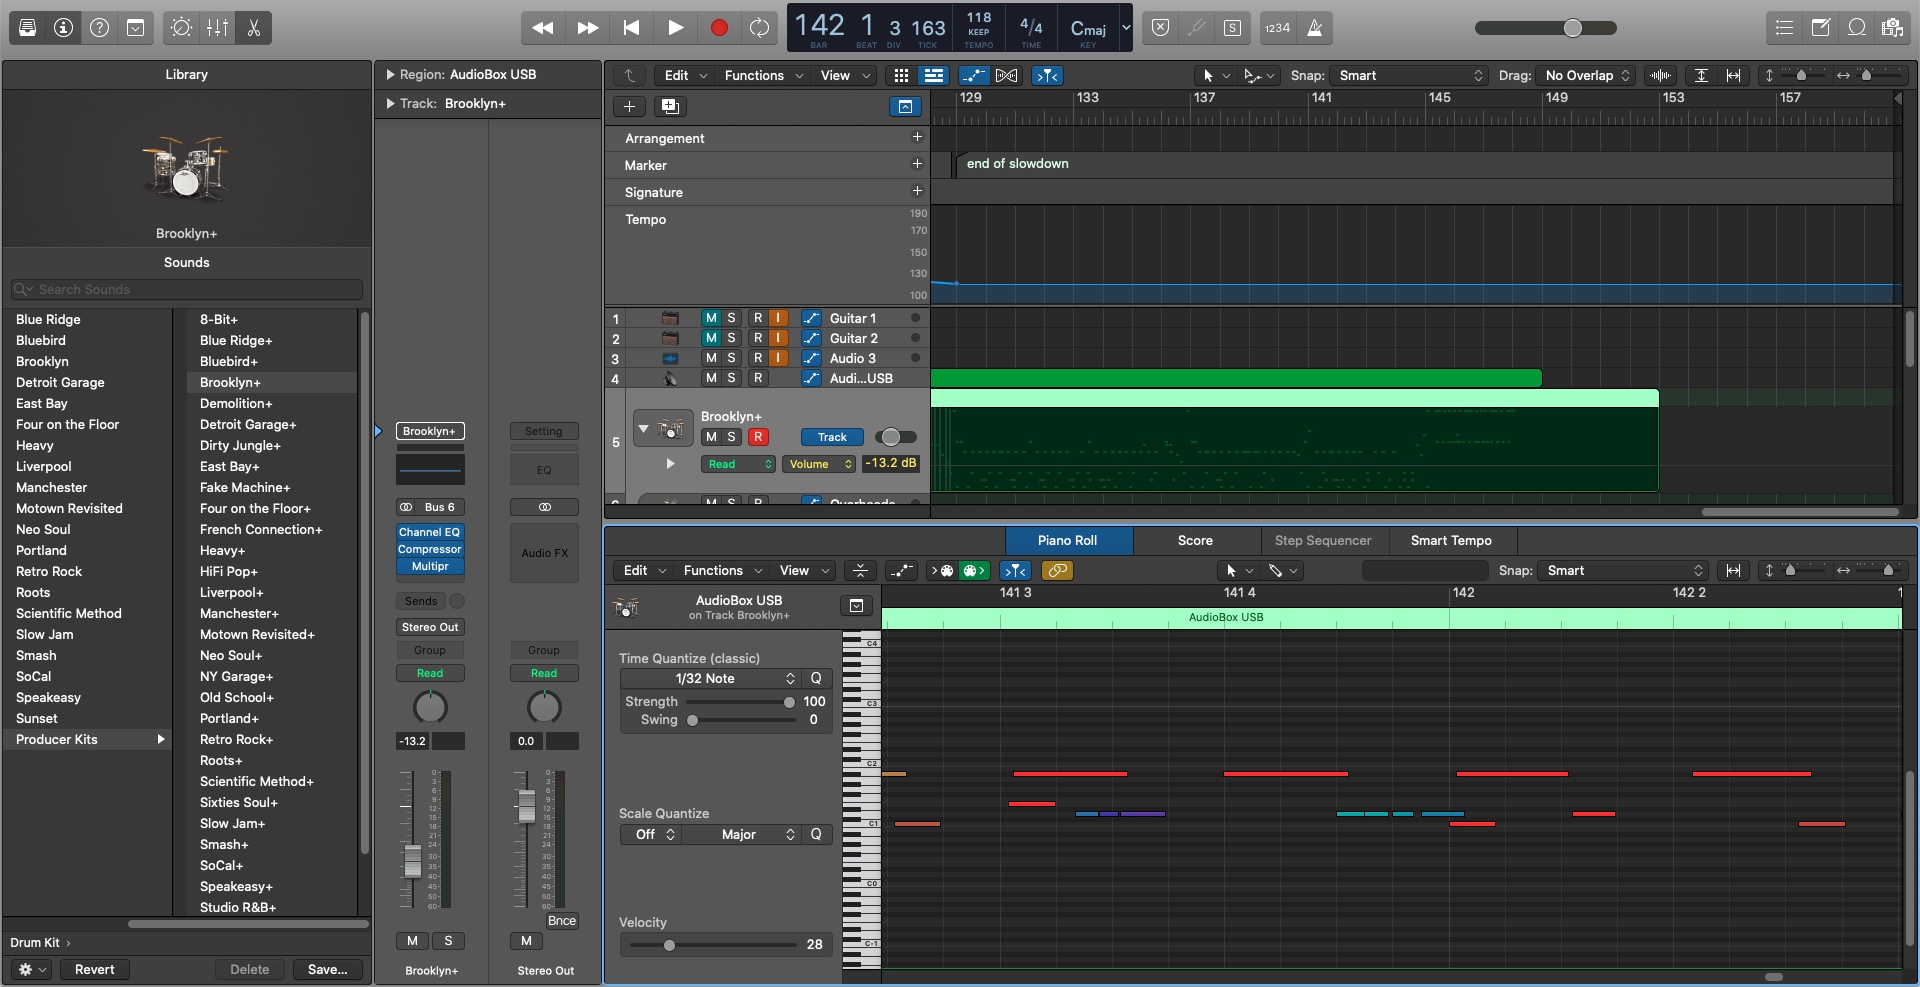 142 1 3 163 118 KEEP 4/4 Cmaj
BAR BEAT DIV TICK TEMPO TIME KEY
S
1234
Library
Brooklyn+
Sounds
Search Sounds
Blue Ridge
Bluebird
Brooklyn
Detroit Garage
East Bay
Four on the Floor
Heavy
Liverpool
Manchester
Motown Revisited
Neo Soul
Portland
Retro Rock
Roots
Scientific Method
Slow Jam
Smash
SoCal
Speakeasy
Sunset
Producer Kits
8-Bit+
Blue Ridge+
Bluebird+
Brooklyn+
Demolition+
Detroit Garage+
Dirty Jungle+
East Bay+
Fake Machine+
Four on the Floor+
French Connection+
Heavy+
HiFi Pop+
Liverpool+
Manchester+
Motown Revisited+
Neo Soul+
NY Garage+
Old School+
Portland+
Retro Rock+
Roots+
Scientific Method+
Sixties Soul+
Slow Jam+
Smash+
SoCal+
Speakeasy+
Studio R&B+
Drum Kit ›
Revert Delete Save...
Region: AudioBox USB
Track: Brooklyn+
Brooklyn+ Setting
EQ
Bus 6
Channel EQ
Compressor
Multipr
Audio FX
Sends
Stereo Out
Group Group
Read Read
-13.2 0.0
Bnce
M S M
Brooklyn+ Stereo Out
Edit Functions View Snap: Smart Drag: No Overlap
129 133 137 141 145 149 153 157
Arrangement
Marker
end of slowdown
Signature
Tempo
190
170
150
130
100
1 M S R I Guitar 1
2 M S R I Guitar 2
3 M S R I Audio 3
4 M S R Audi...USB
5 Brooklyn+
M S R Track
Read Volume -13.2 dB
Piano Roll Score Step Sequencer Smart Tempo
Edit Functions View Snap: Smart
AudioBox USB
on Track Brooklyn+
141 3 141 4 142 142 2
AudioBox USB
Time Quantize (classic)
1/32 Note Q
Strength 100
Swing 0
Scale Quantize
Off Major Q
Velocity
28
C4
C3
C2
C1
C0
C-1